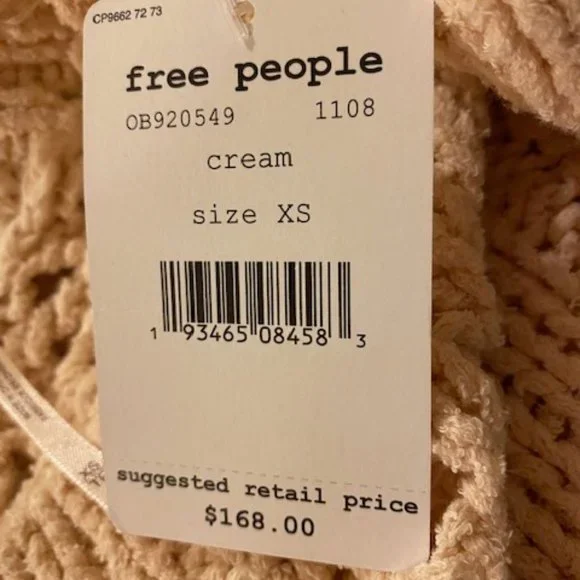 CP9662 72 73
free people
OB920549 1108
cream
size XS
1 93465 08458 3
suggested retail price
$168.00